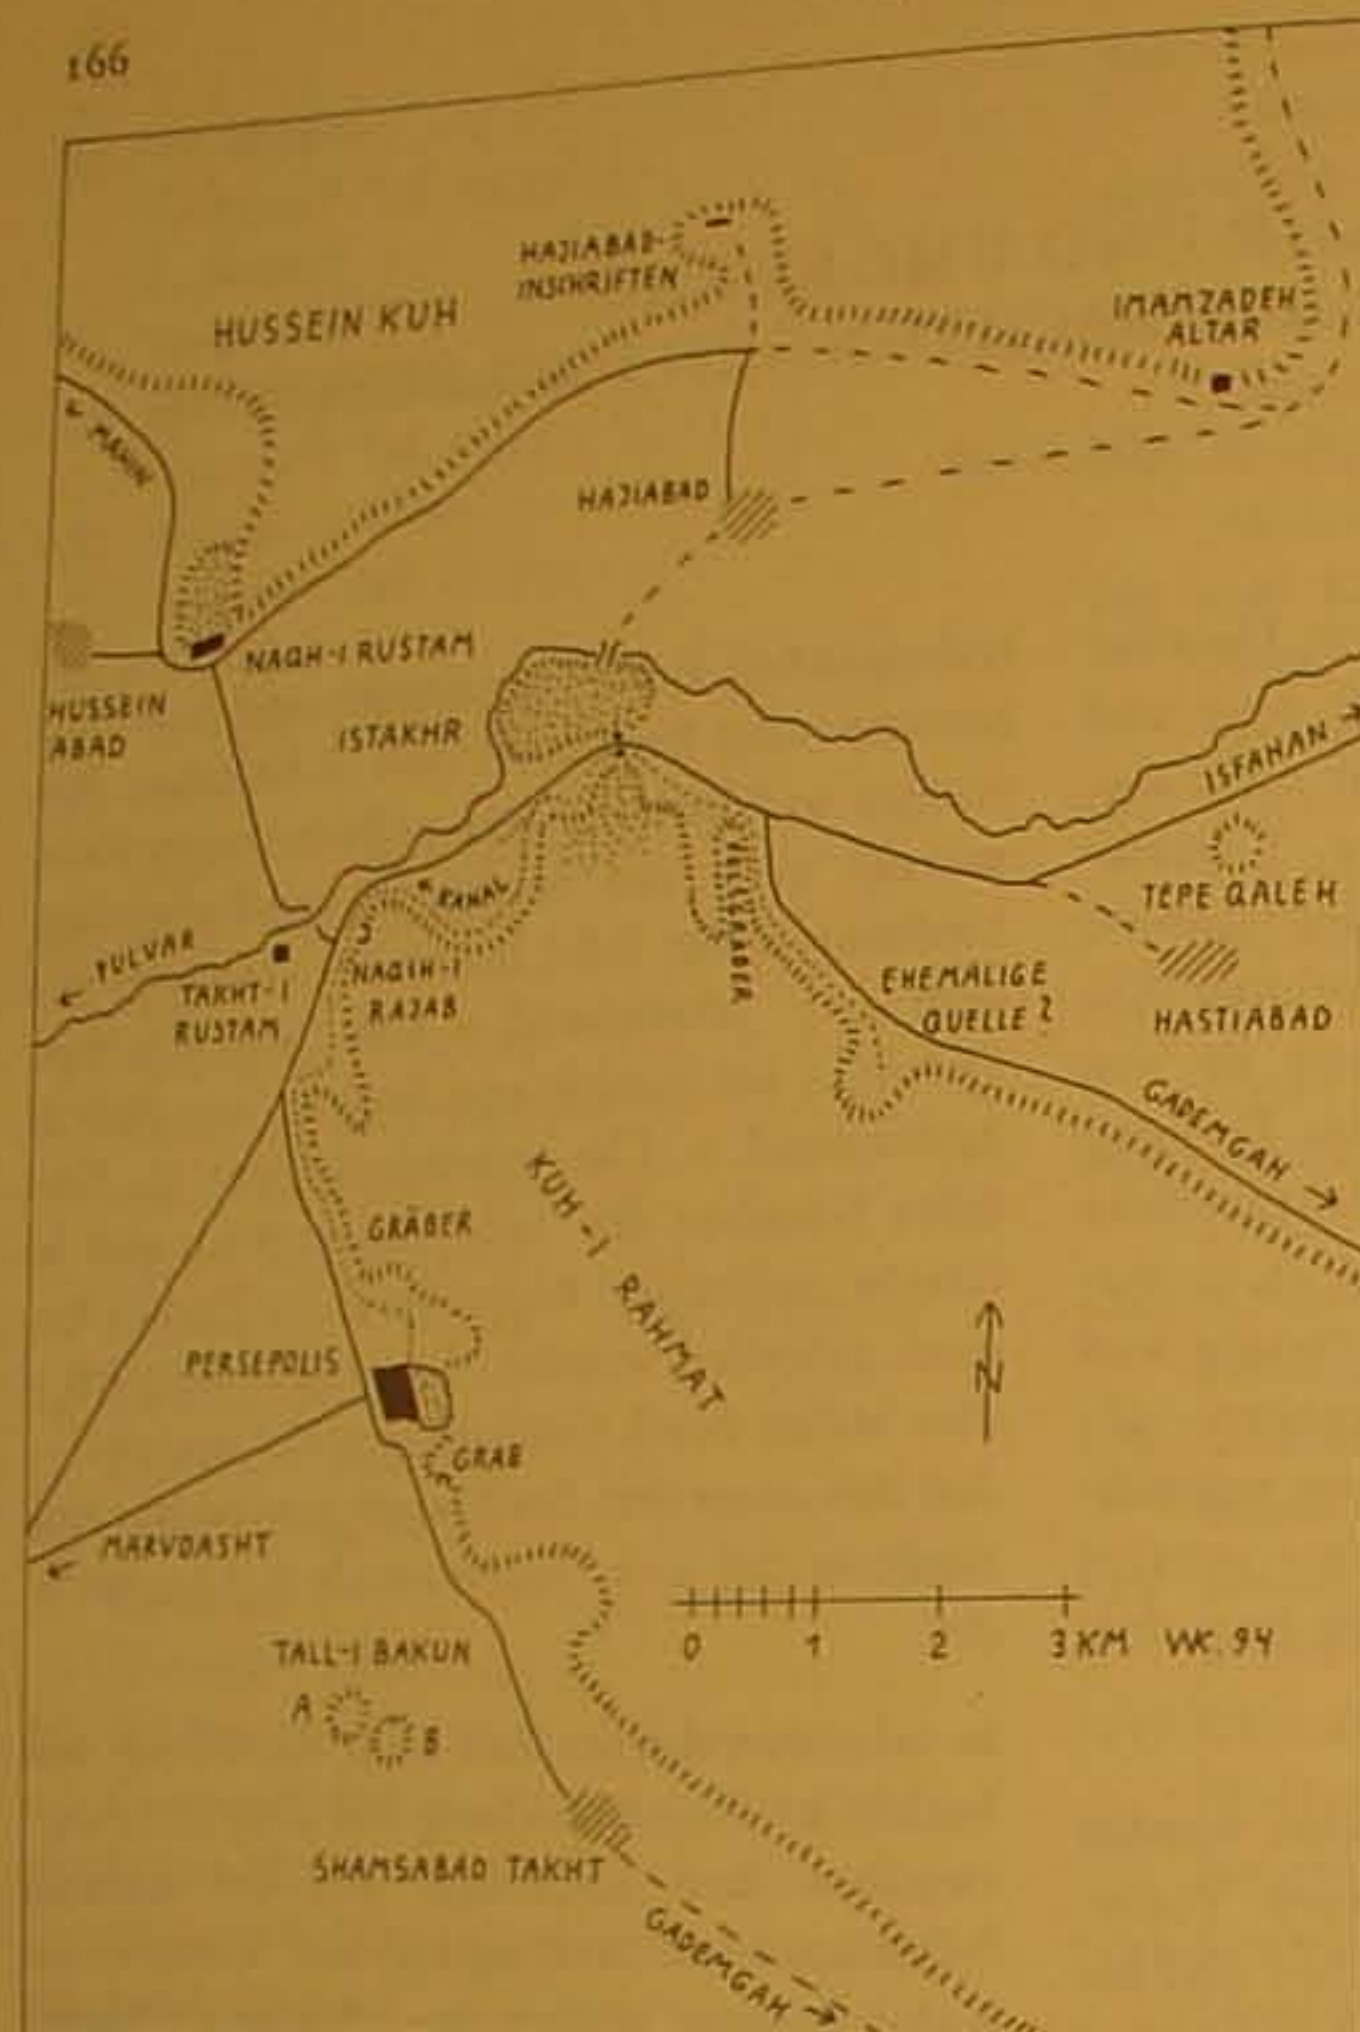 166
HAJIABAD-
INSCHRIFTEN
HUSSEIN KUH
IMAMZADEH
ALTAR
← MĀHIN
HAJIABAD
NAQH-I RUSTAM
HUSSEIN
ABAD
ISTAKHR
ISFAHAN →
TEPE QALEH
← KANAL
FELSGRÄBER
← PULVAR
TAKHT-I
RUSTAM
NAQSH-I
RAJAB
EHEMALIGE
QUELLE ?
HASTIABAD
GADEMGAH →
KUH-I RAHMAT
GRÄBER
PERSEPOLIS
N
GRAB
← MARVDASHT
0 1 2 3 KM WK. 94
TALL-I BAKUN
A B
SHAMSABAD TAKHT
GADEMGAH →